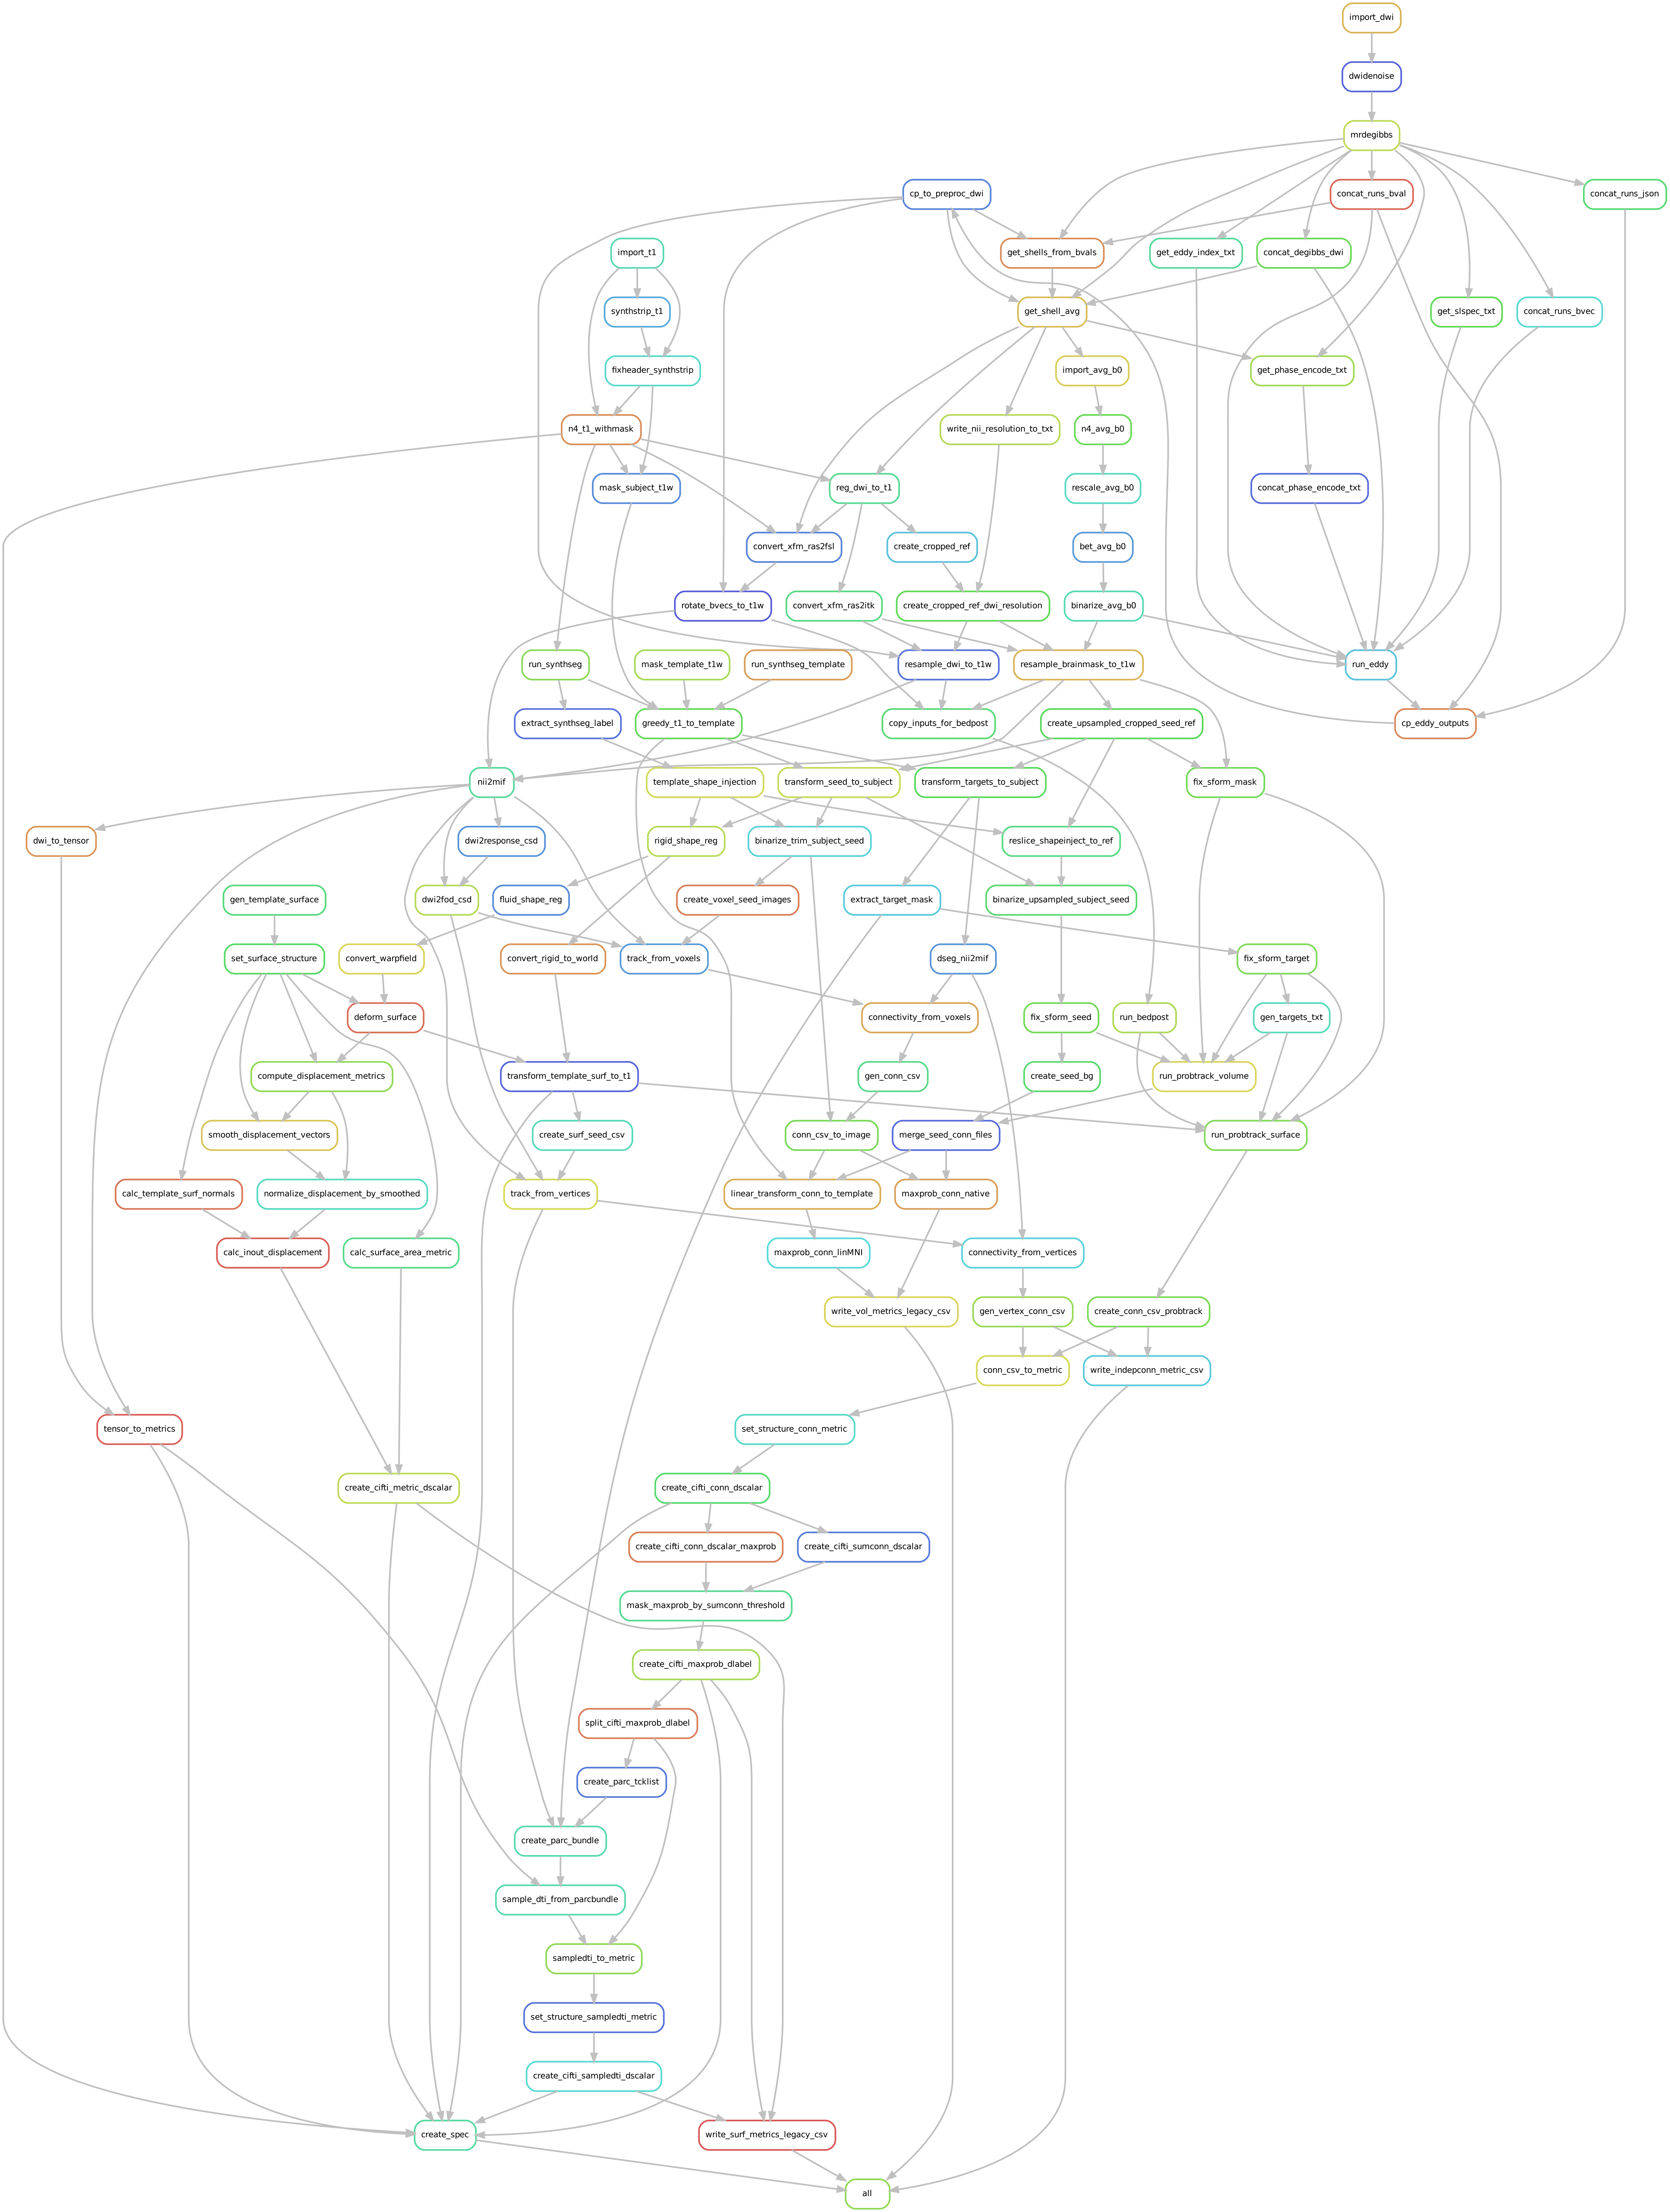 import_dwi
dwidenoise
mrdegibbs
cp_to_preproc_dwi
concat_runs_bval
concat_runs_json
import_t1
get_shells_from_bvals
get_eddy_index_txt
concat_degibbs_dwi
synthstrip_t1
get_shell_avg
get_slspec_txt
concat_runs_bvec
fixheader_synthstrip
import_avg_b0
get_phase_encode_txt
n4_t1_withmask
write_nii_resolution_to_txt
n4_avg_b0
mask_subject_t1w
reg_dwi_to_t1
rescale_avg_b0
concat_phase_encode_txt
convert_xfm_ras2fsl
create_cropped_ref
bet_avg_b0
rotate_bvecs_to_t1w
convert_xfm_ras2itk
create_cropped_ref_dwi_resolution
binarize_avg_b0
run_synthseg
mask_template_t1w
run_synthseg_template
resample_dwi_to_t1w
resample_brainmask_to_t1w
run_eddy
extract_synthseg_label
greedy_t1_to_template
copy_inputs_for_bedpost
create_upsampled_cropped_seed_ref
cp_eddy_outputs
nii2mif
template_shape_injection
transform_seed_to_subject
transform_targets_to_subject
fix_sform_mask
dwi_to_tensor
dwi2response_csd
rigid_shape_reg
binarize_trim_subject_seed
reslice_shapeinject_to_ref
gen_template_surface
dwi2fod_csd
fluid_shape_reg
create_voxel_seed_images
extract_target_mask
binarize_upsampled_subject_seed
set_surface_structure
convert_warpfield
convert_rigid_to_world
track_from_voxels
dseg_nii2mif
fix_sform_target
deform_surface
connectivity_from_voxels
fix_sform_seed
run_bedpost
gen_targets_txt
compute_displacement_metrics
transform_template_surf_to_t1
gen_conn_csv
create_seed_bg
run_probtrack_volume
smooth_displacement_vectors
create_surf_seed_csv
conn_csv_to_image
merge_seed_conn_files
run_probtrack_surface
calc_template_surf_normals
normalize_displacement_by_smoothed
track_from_vertices
linear_transform_conn_to_template
maxprob_conn_native
calc_inout_displacement
calc_surface_area_metric
maxprob_conn_linMNI
connectivity_from_vertices
write_vol_metrics_legacy_csv
gen_vertex_conn_csv
create_conn_csv_probtrack
conn_csv_to_metric
write_indepconn_metric_csv
tensor_to_metrics
set_structure_conn_metric
create_cifti_metric_dscalar
create_cifti_conn_dscalar
create_cifti_conn_dscalar_maxprob
create_cifti_sumconn_dscalar
mask_maxprob_by_sumconn_threshold
create_cifti_maxprob_dlabel
split_cifti_maxprob_dlabel
create_parc_tcklist
create_parc_bundle
sample_dti_from_parcbundle
sampledti_to_metric
set_structure_sampledti_metric
create_cifti_sampledti_dscalar
create_spec
write_surf_metrics_legacy_csv
all